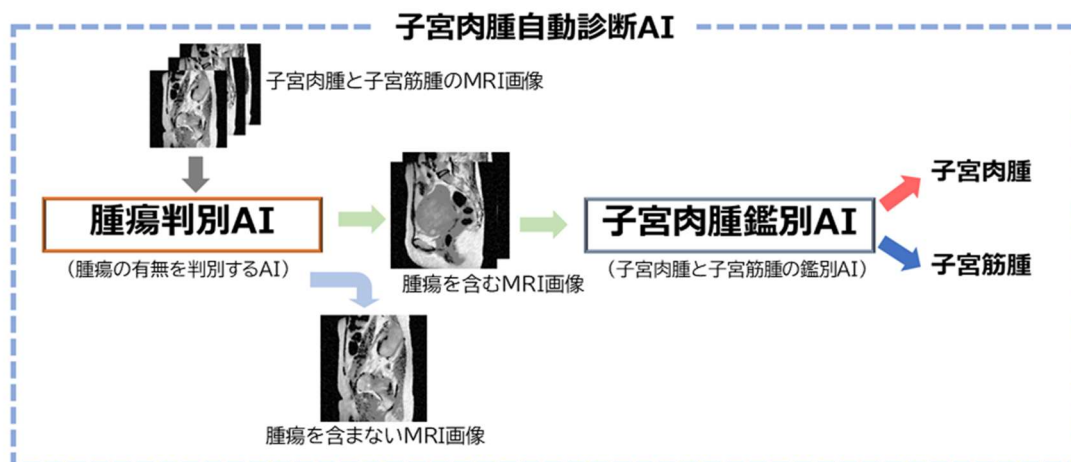 子宮肉腫自動診断AI
子宮肉腫と子宮筋腫のMRI画像
腫瘍判別AI
（腫瘍の有無を判別するAI）
腫瘍を含むMRI画像
腫瘍を含まないMRI画像
子宮肉腫鑑別AI
（子宮肉腫と子宮筋腫の鑑別AI）
子宮肉腫
子宮筋腫